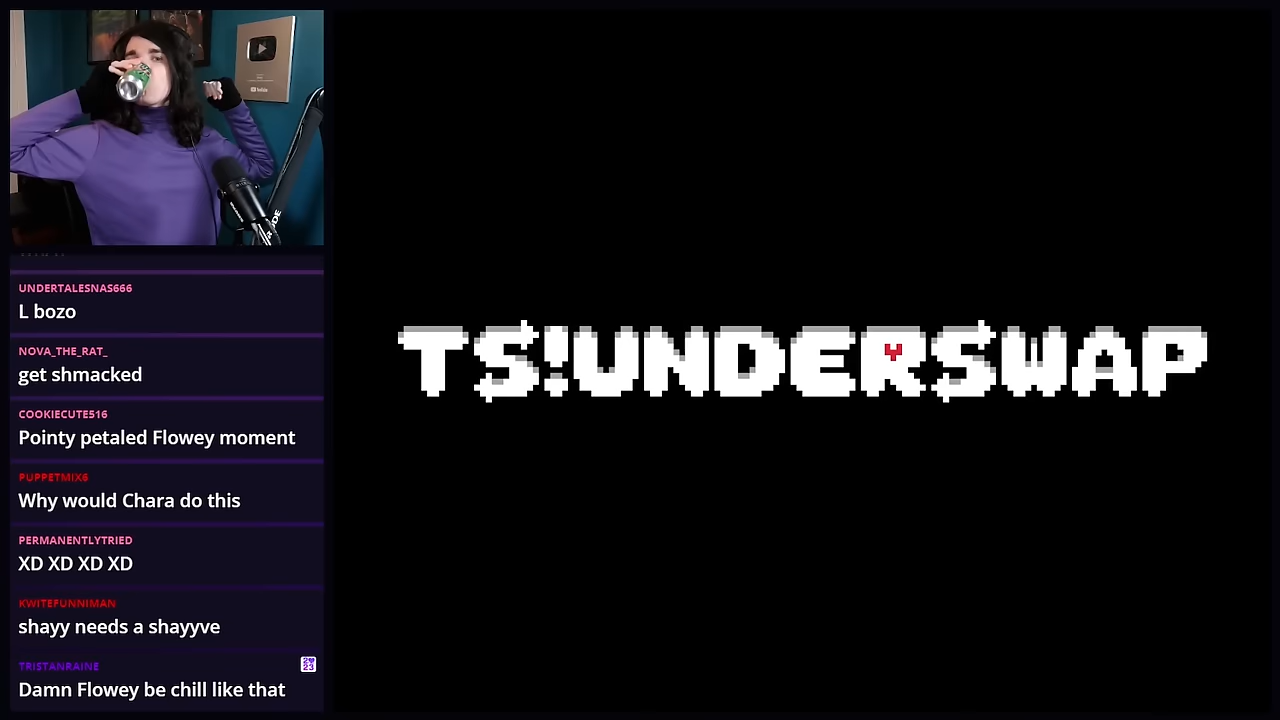 UNDERTALESNAS666
L bozo
NOVA_THE_RAT_
get shmacked
COOKIECUTE516
Pointy petaled Flowey moment
PUPPETMIX6
Why would Chara do this
PERMANENTLYTRIED
XD XD XD XD
KWITEFUNNIMAN
shayy needs a shayyve
TRISTANRAINE
Damn Flowey be chill like that
TS!UNDERSWAP